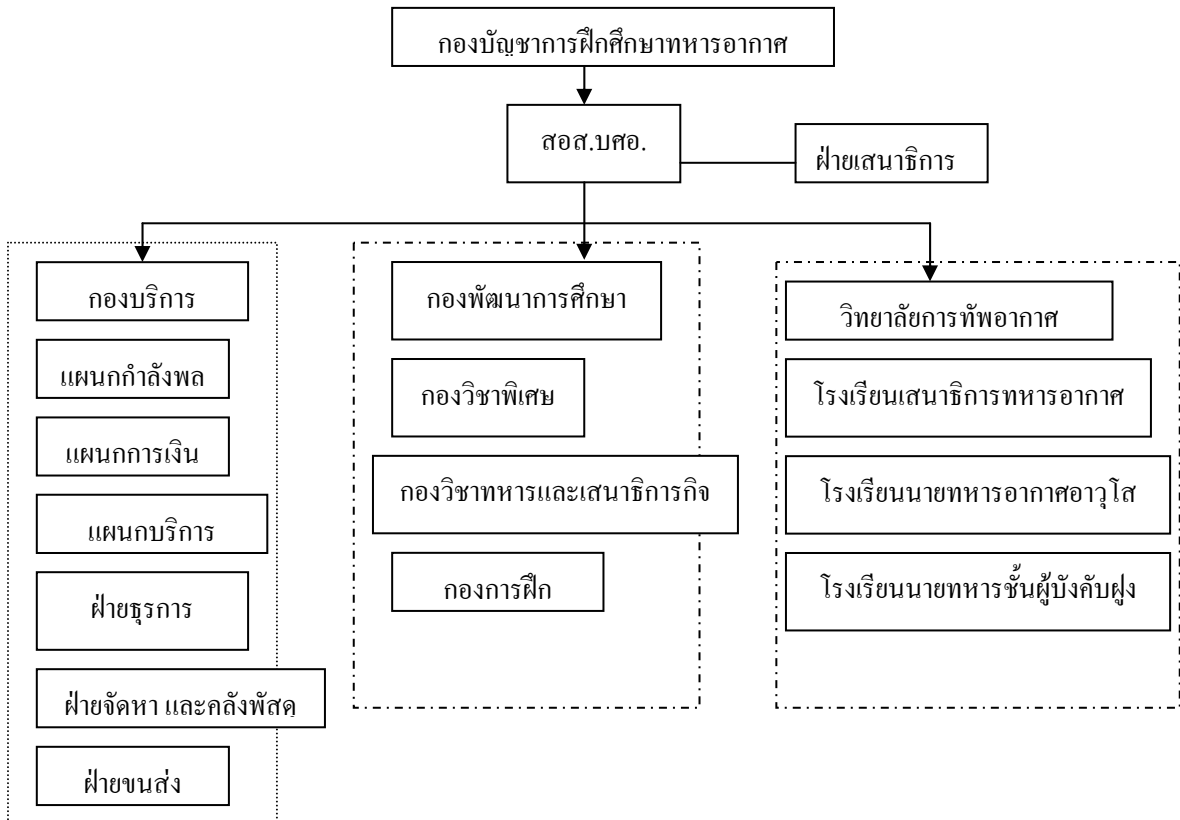 กองบัญชาการฝึกศึกษาทหารอากาศ
สอส.บศอ.
ฝ่ายเสนาธิการ
กองบริการ
แผนกกำลังพล
แผนกการเงิน
แผนกบริการ
ฝ่ายธุรการ
ฝ่ายจัดหา และคลังพัสดุ
ฝ่ายขนส่ง
กองพัฒนาการศึกษา
กองวิชาพิเศษ
กองวิชาทหารและเสนาธิการกิจ
กองการฝึก
วิทยาลัยการทัพอากาศ
โรงเรียนเสนาธิการทหารอากาศ
โรงเรียนนายทหารอากาศอาวุโส
โรงเรียนนายทหารชั้นผู้บังคับฝูง